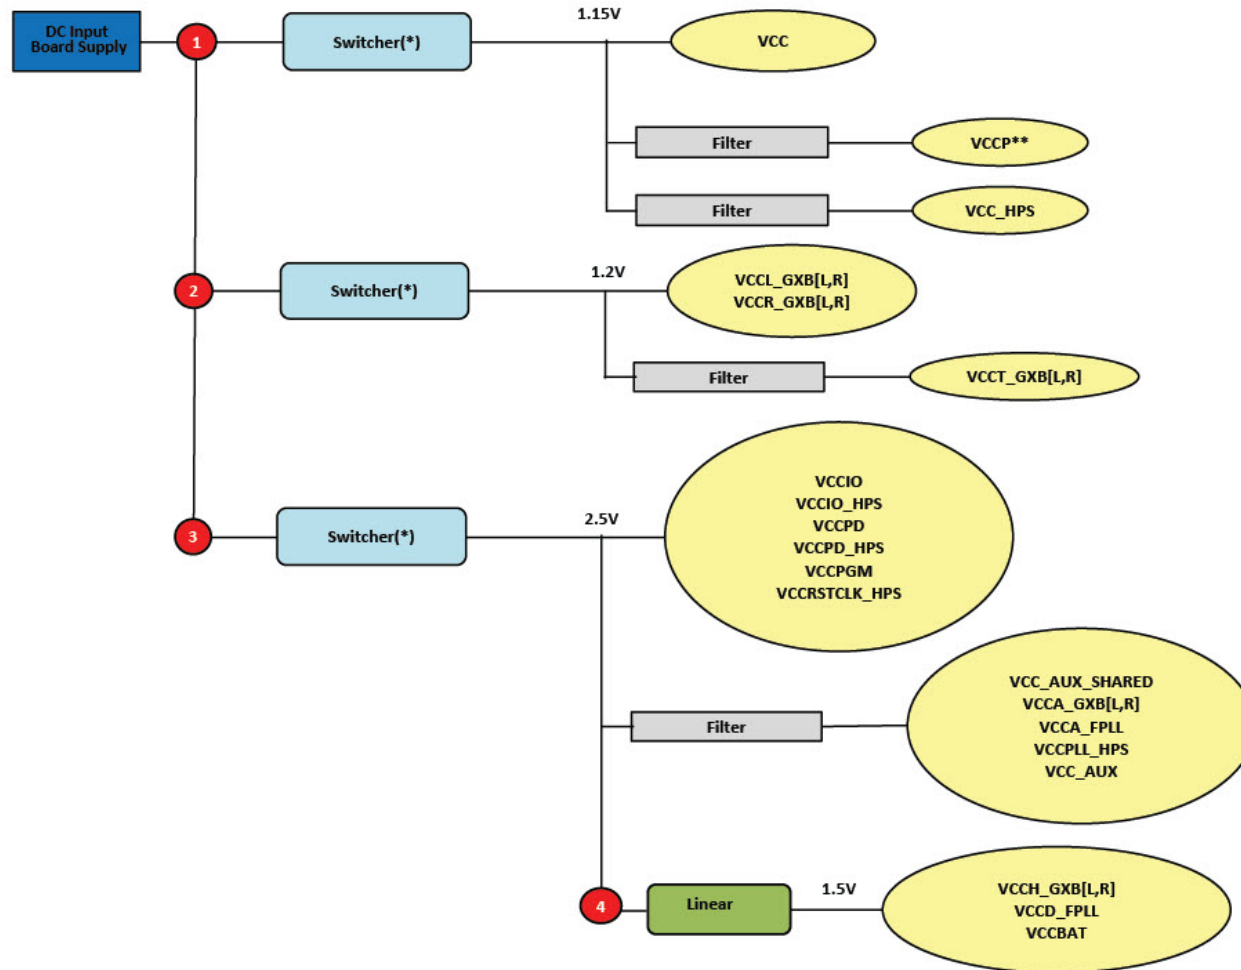 DC Input
Board Supply
1
Switcher(*)
1.15V
VCC
Filter
VCCP**
Filter
VCC_HPS
2
Switcher(*)
1.2V
VCCL_GXB[L,R]
VCCR_GXB[L,R]
Filter
VCCT_GXB[L,R]
3
Switcher(*)
2.5V
VCCIO
VCCIO_HPS
VCCPD
VCCPD_HPS
VCCPGM
VCCRSTCLK_HPS
Filter
VCC_AUX_SHARED
VCCA_GXB[L,R]
VCCA_FPLL
VCCPLL_HPS
VCC_AUX
4
Linear
1.5V
VCCH_GXB[L,R]
VCCD_FPLL
VCCBAT